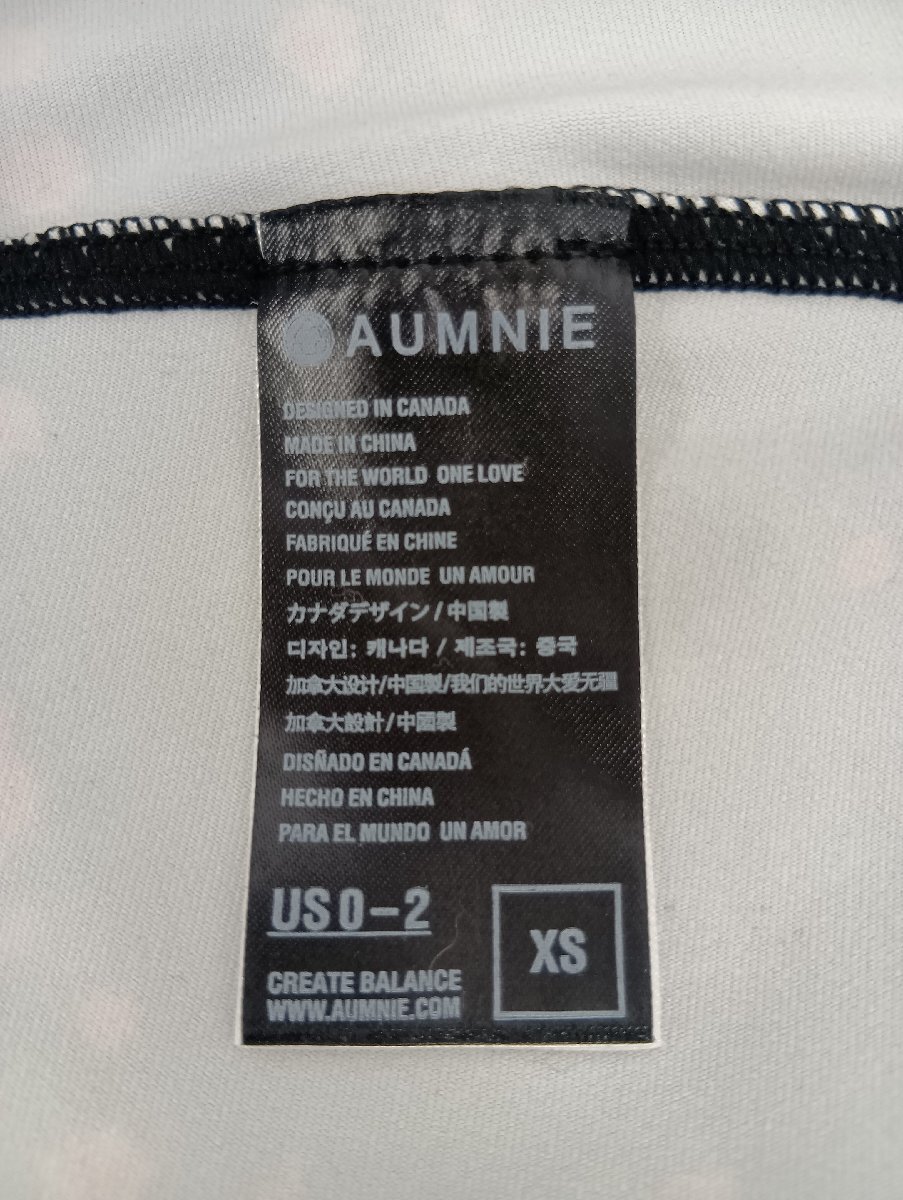 AUMNIE
DESIGNED IN CANADA
MADE IN CHINA
FOR THE WORLD ONE LOVE
CONÇU AU CANADA
FABRIQUÉ EN CHINE
POUR LE MONDE UN AMOUR
カナダデザイン/中国製
디자인: 캐나다 / 제조국: 중국
加拿大设计/中国製/我们的世界大爱无疆
加拿大設計/中國製
DISÑADO EN CANADÁ
HECHO EN CHINA
PARA EL MUNDO UN AMOR
US 0-2
XS
CREATE BALANCE
WWW.AUMNIE.COM